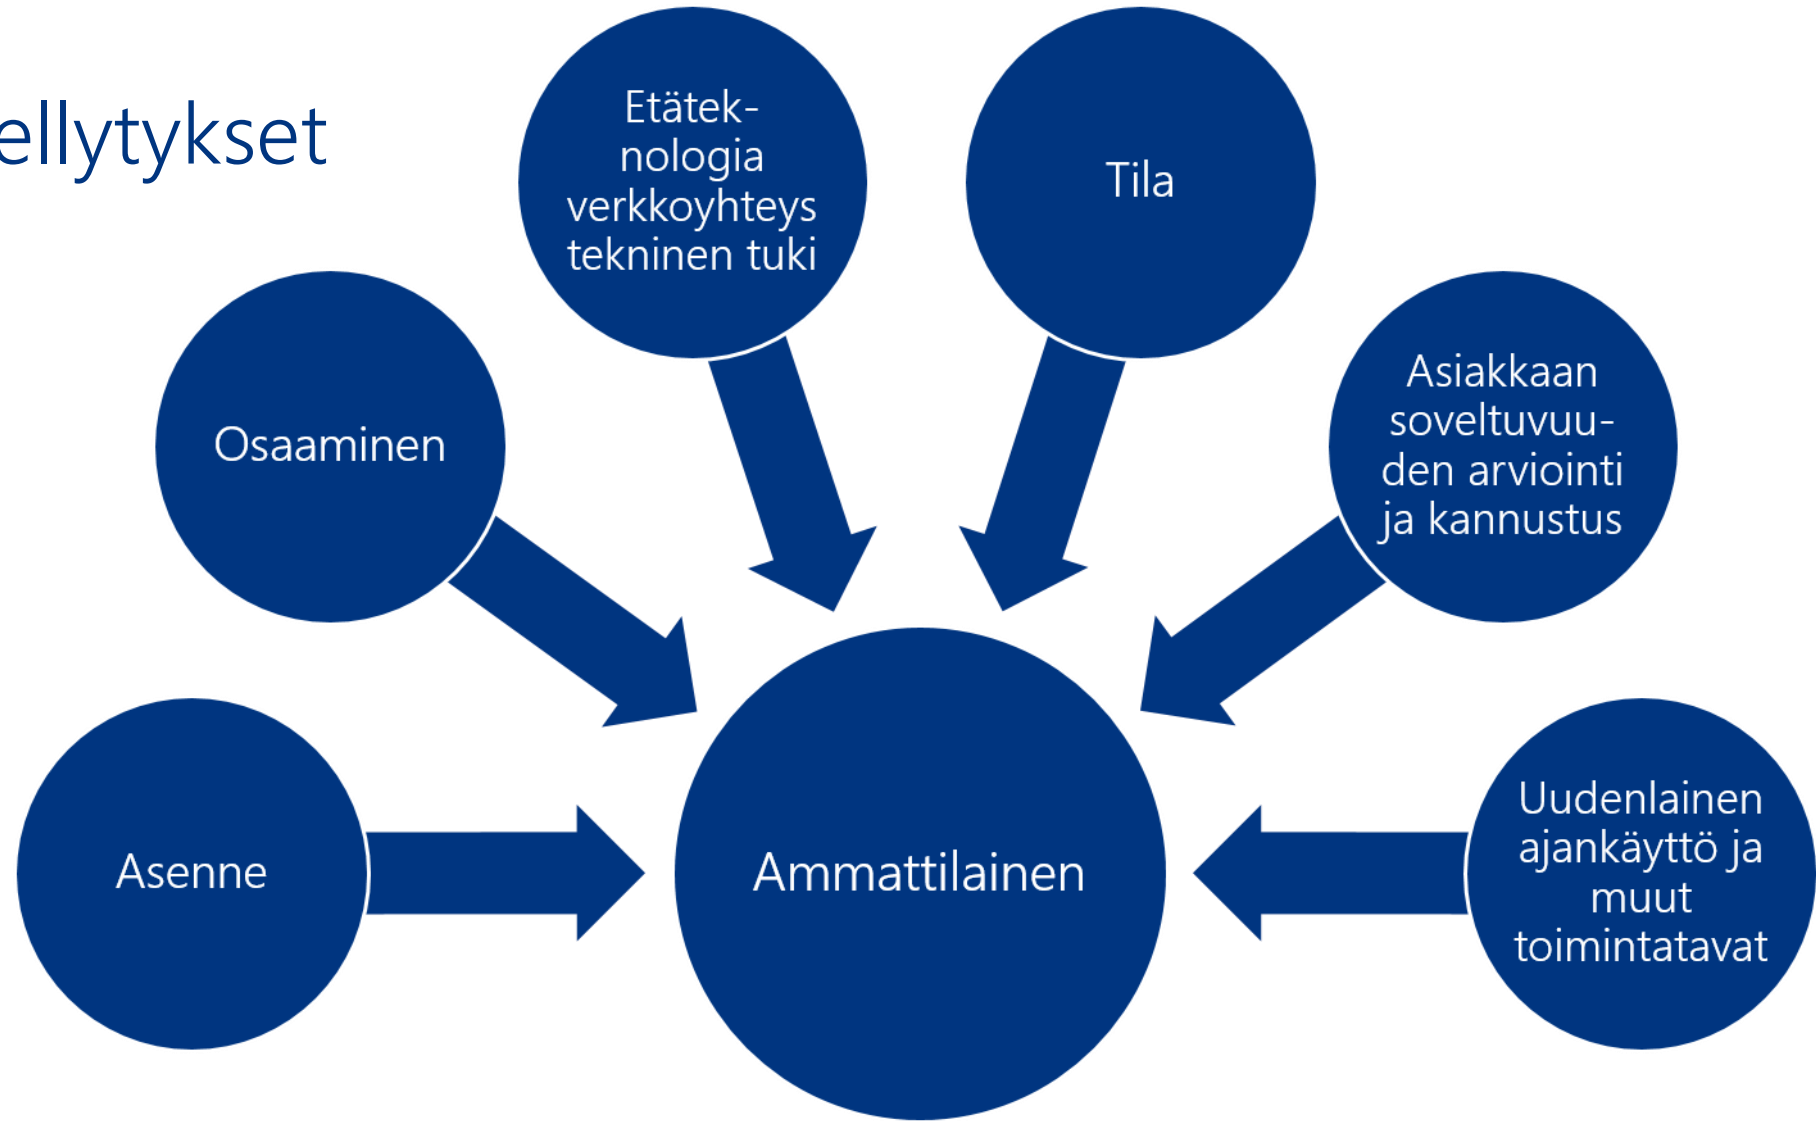 ellytykset
Etätek-
nologia
verkkoyhteys
tekninen tuki
Tila
Osaaminen
Asiakkaan
soveltuvuu-
den arviointi
ja kannustus
Asenne
Ammattilainen
Uudenlainen
ajankäyttö ja
muut
toimintatavat